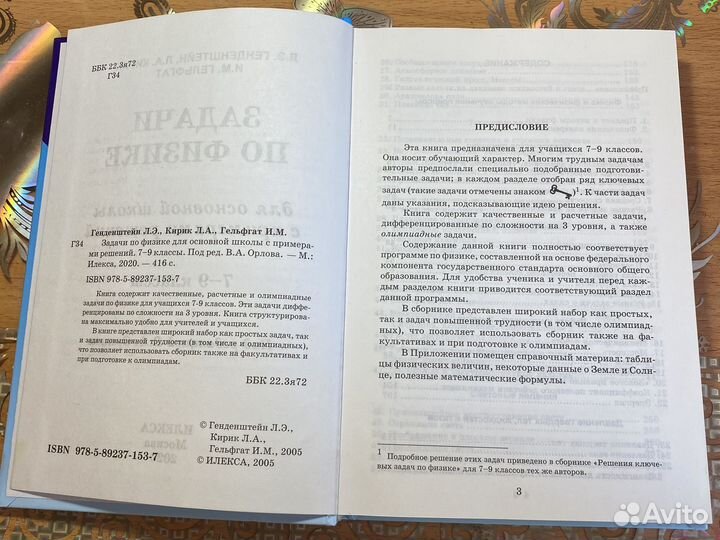 ББК 22.3я72
Г34
Генденштейн Л.Э., Кирик Л.А., Гельфгат И.М.
Г34 Задачи по физике для основной школы с примера-
ми решений. 7–9 классы. Под ред. В.А. Орлова. — М.:
Илекса, 2020. — 416 с.
ISBN 978-5-89237-153-7
Книга содержит качественные, расчетные и олимпиадные
задачи по физике для учащихся 7–9 классов. Эти задачи диффе-
ренцированы по сложности на 3 уровня. Книга структурирова-
на максимально удобно для учителей и учащихся.
В книге представлен широкий набор как простых задач, так
и задач повышенной трудности (в том числе и олимпиадных),
что позволяет использовать сборник также на факультативах и
при подготовке к олимпиадам.
ББК 22.3я72
© Генденштейн Л.Э.,
Кирик Л.А.,
Гельфгат И.М., 2005
ISBN 978-5-89237-153-7
© ИЛЕКСА, 2005
ПРЕДИСЛОВИЕ
Эта книга предназначена для учащихся 7–9 классов.
Она носит обучающий характер. Многим трудным задачам
авторы предпослали специально подобранные подготови-
тельные задачи; в каждом разделе отобран ряд ключевых
задач (такие задачи отмечены знаком )¹. К части задач
даны указания, подсказывающие идею решения.
Книга содержит качественные и расчетные задачи,
дифференцированные по сложности на 3 уровня, а также
олимпиадные задачи.
Содержание данной книги полностью соответствует
программе по физике, составленной на основе федерального
компонента государственного стандарта основного общего
образования. Для удобства ученика и учителя перед каж-
дым разделом книги приводится соответствующий раздел
данной программы.
В сборнике представлен широкий набор как простых,
так и задач повышенной трудности (в том числе олимпиад-
ных), что позволяет использовать сборник также на факуль-
тативах и при подготовке к олимпиадам.
В Приложении помещен справочный материал: табли-
цы физических величин, некоторые данные о Земле и Солн-
це, полезные математические формулы.
1 Подробное решение этих задач приведено в сборнике «Решения ключе-
вых задач по физике» для 7–9 классов тех же авторов.
3
Avito